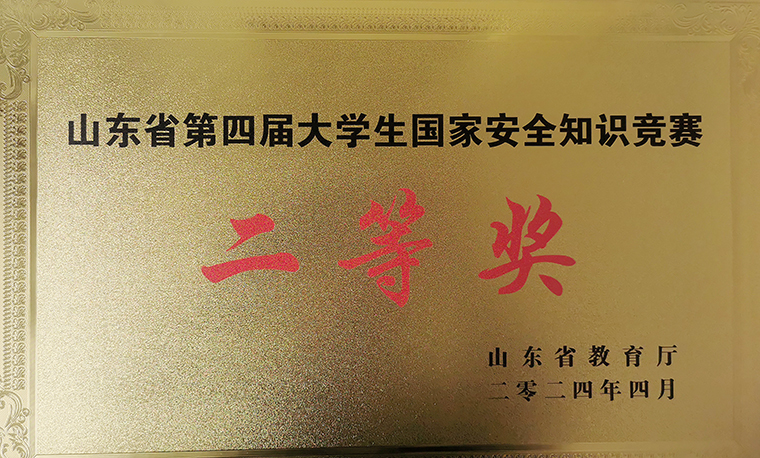 山东省第四届大学生国家安全知识竞赛
二等奖
山东省教育厅
二零二四年四月